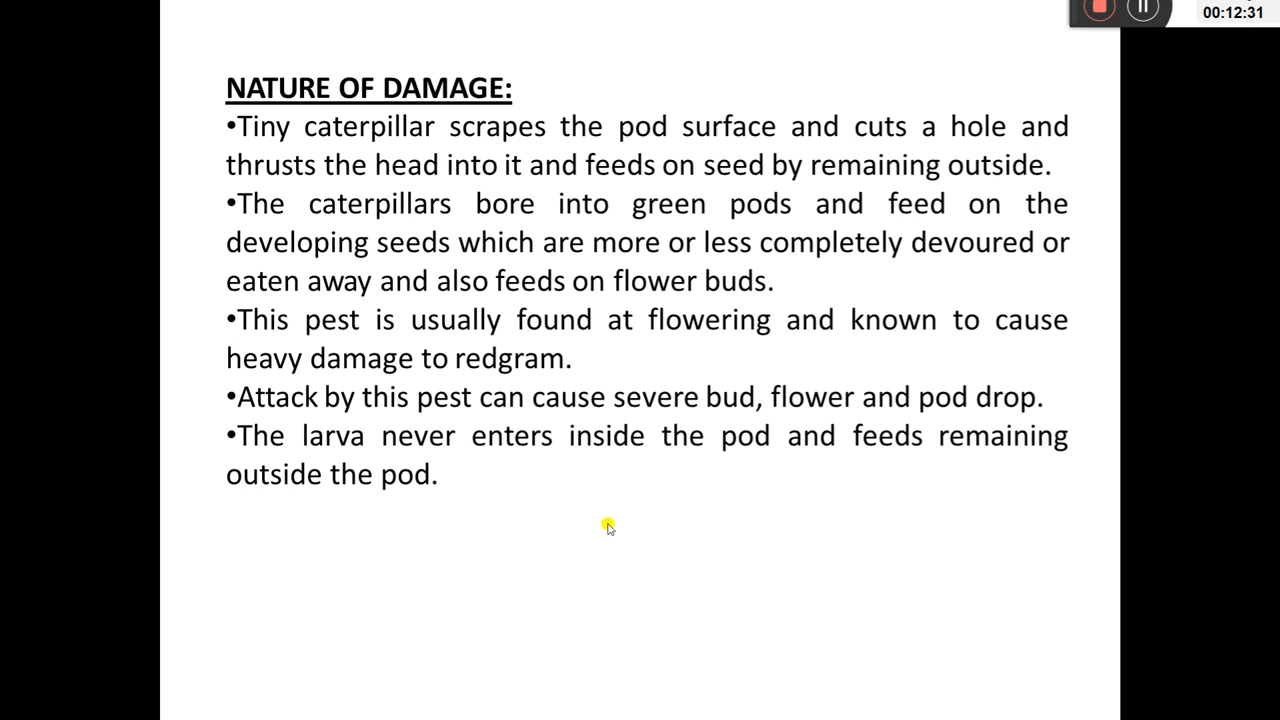 00:12:31
NATURE OF DAMAGE:
•Tiny caterpillar scrapes the pod surface and cuts a hole and
thrusts the head into it and feeds on seed by remaining outside.
•The caterpillars bore into green pods and feed on the
developing seeds which are more or less completely devoured or
eaten away and also feeds on flower buds.
•This pest is usually found at flowering and known to cause
heavy damage to redgram.
•Attack by this pest can cause severe bud, flower and pod drop.
•The larva never enters inside the pod and feeds remaining
outside the pod.